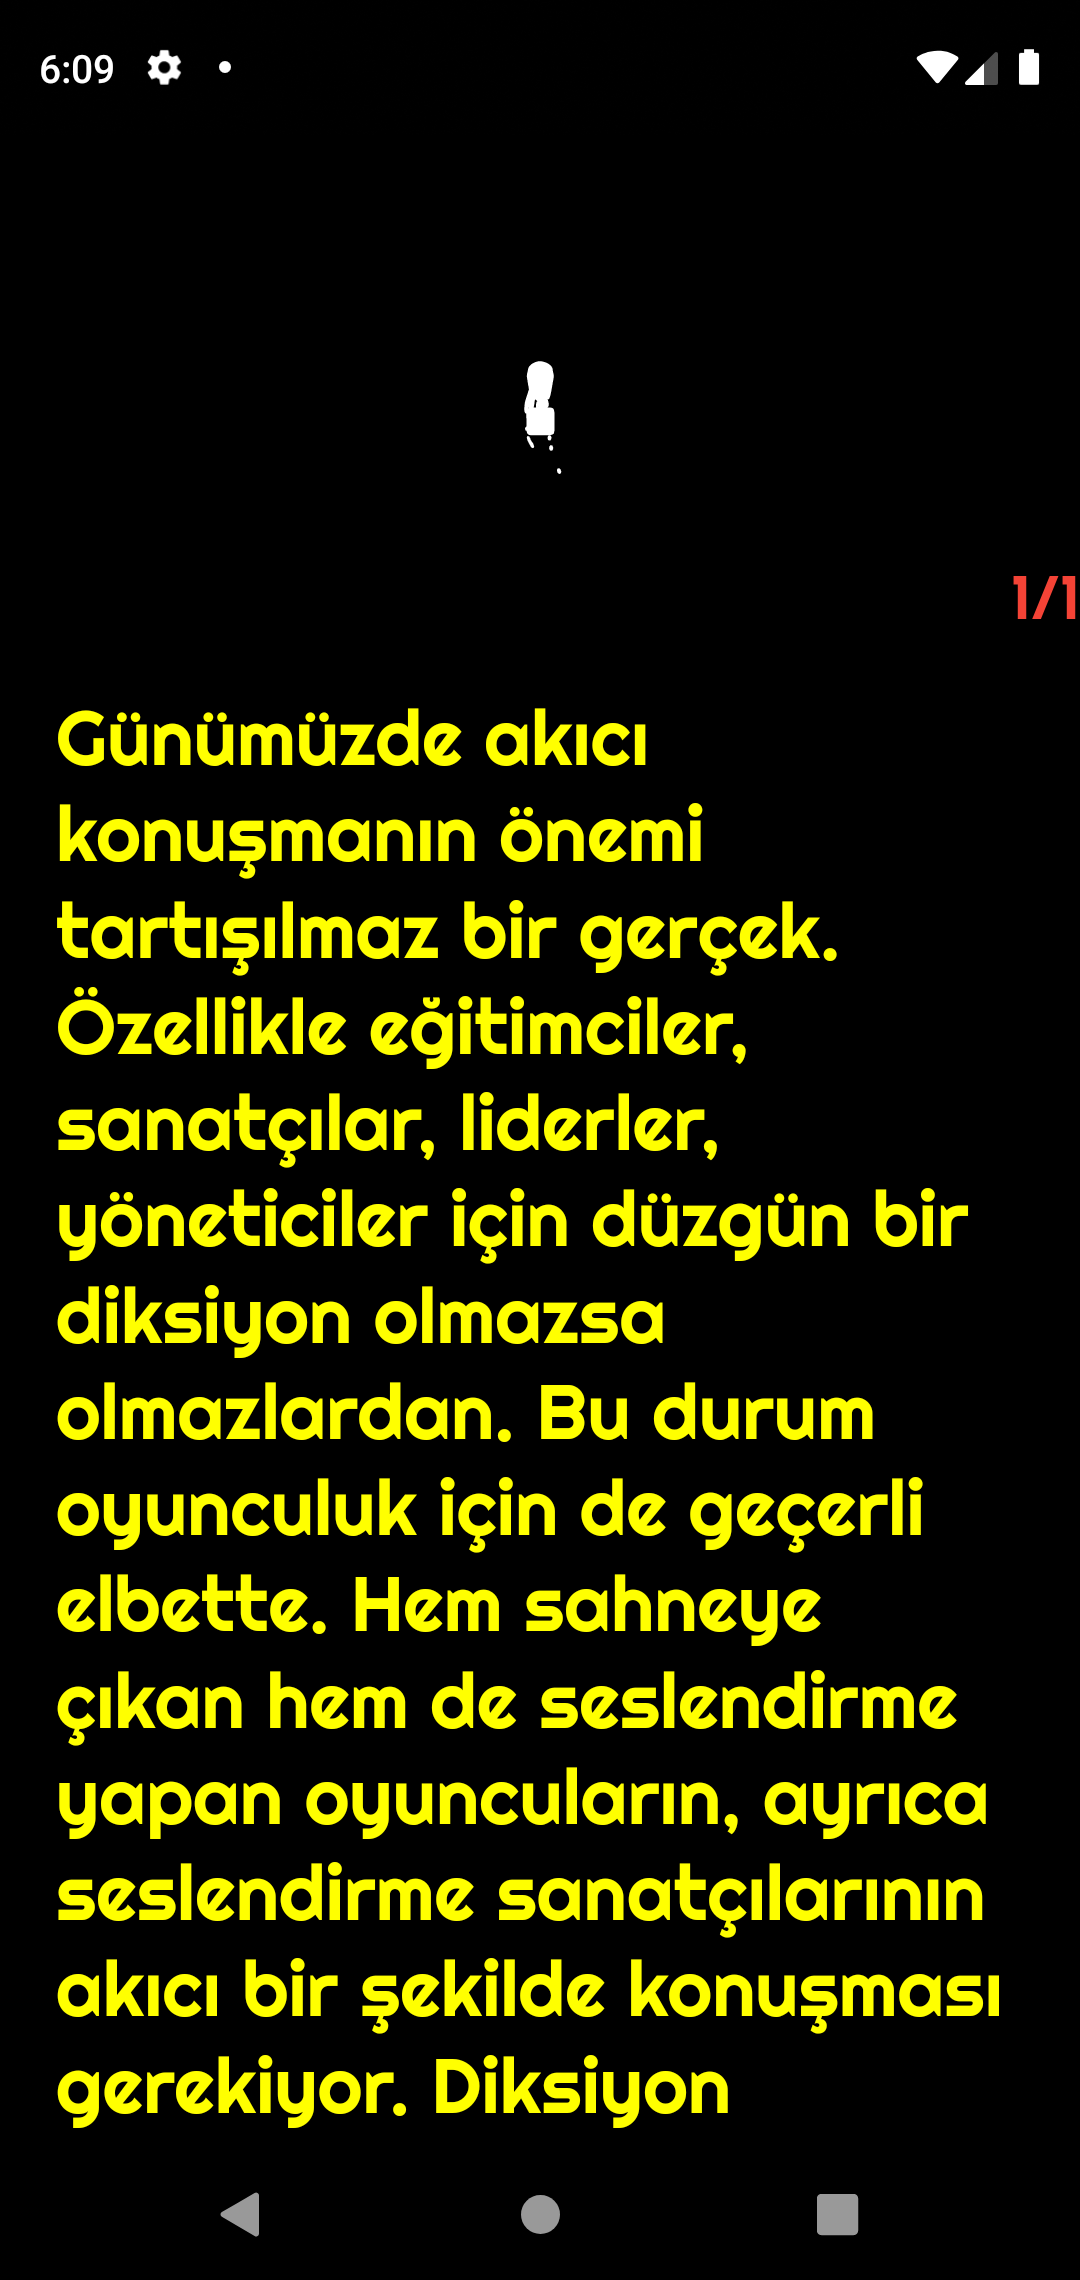 6:09
1/1
Günümüzde akıcı
konuşmanın önemi
tartışılmaz bir gerçek.
Özellikle eğitimciler,
sanatçılar, liderler,
yöneticiler için düzgün bir
diksiyon olmazsa
olmazlardan. Bu durum
oyunculuk için de geçerli
elbette. Hem sahneye
çıkan hem de seslendirme
yapan oyuncuların, ayrıca
seslendirme sanatçılarının
akıcı bir şekilde konuşması
gerekiyor. Diksiyon